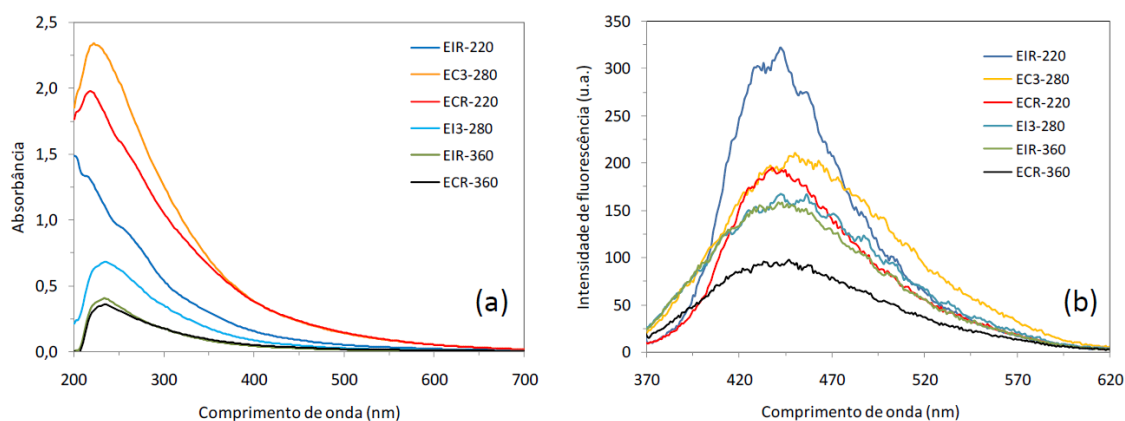 2,5
2,0
1,5
1,0
0,5
0,0
Absorbância
200 300 400 500 600 700
Comprimento de onda (nm)
EIR-220
EC3-280
ECR-220
EI3-280
EIR-360
ECR-360
(a)
350
300
250
200
150
100
50
0
Intensidade de fluorescência (u.a.)
370 420 470 520 570 620
Comprimento de onda (nm)
EIR-220
EC3-280
ECR-220
EI3-280
EIR-360
ECR-360
(b)